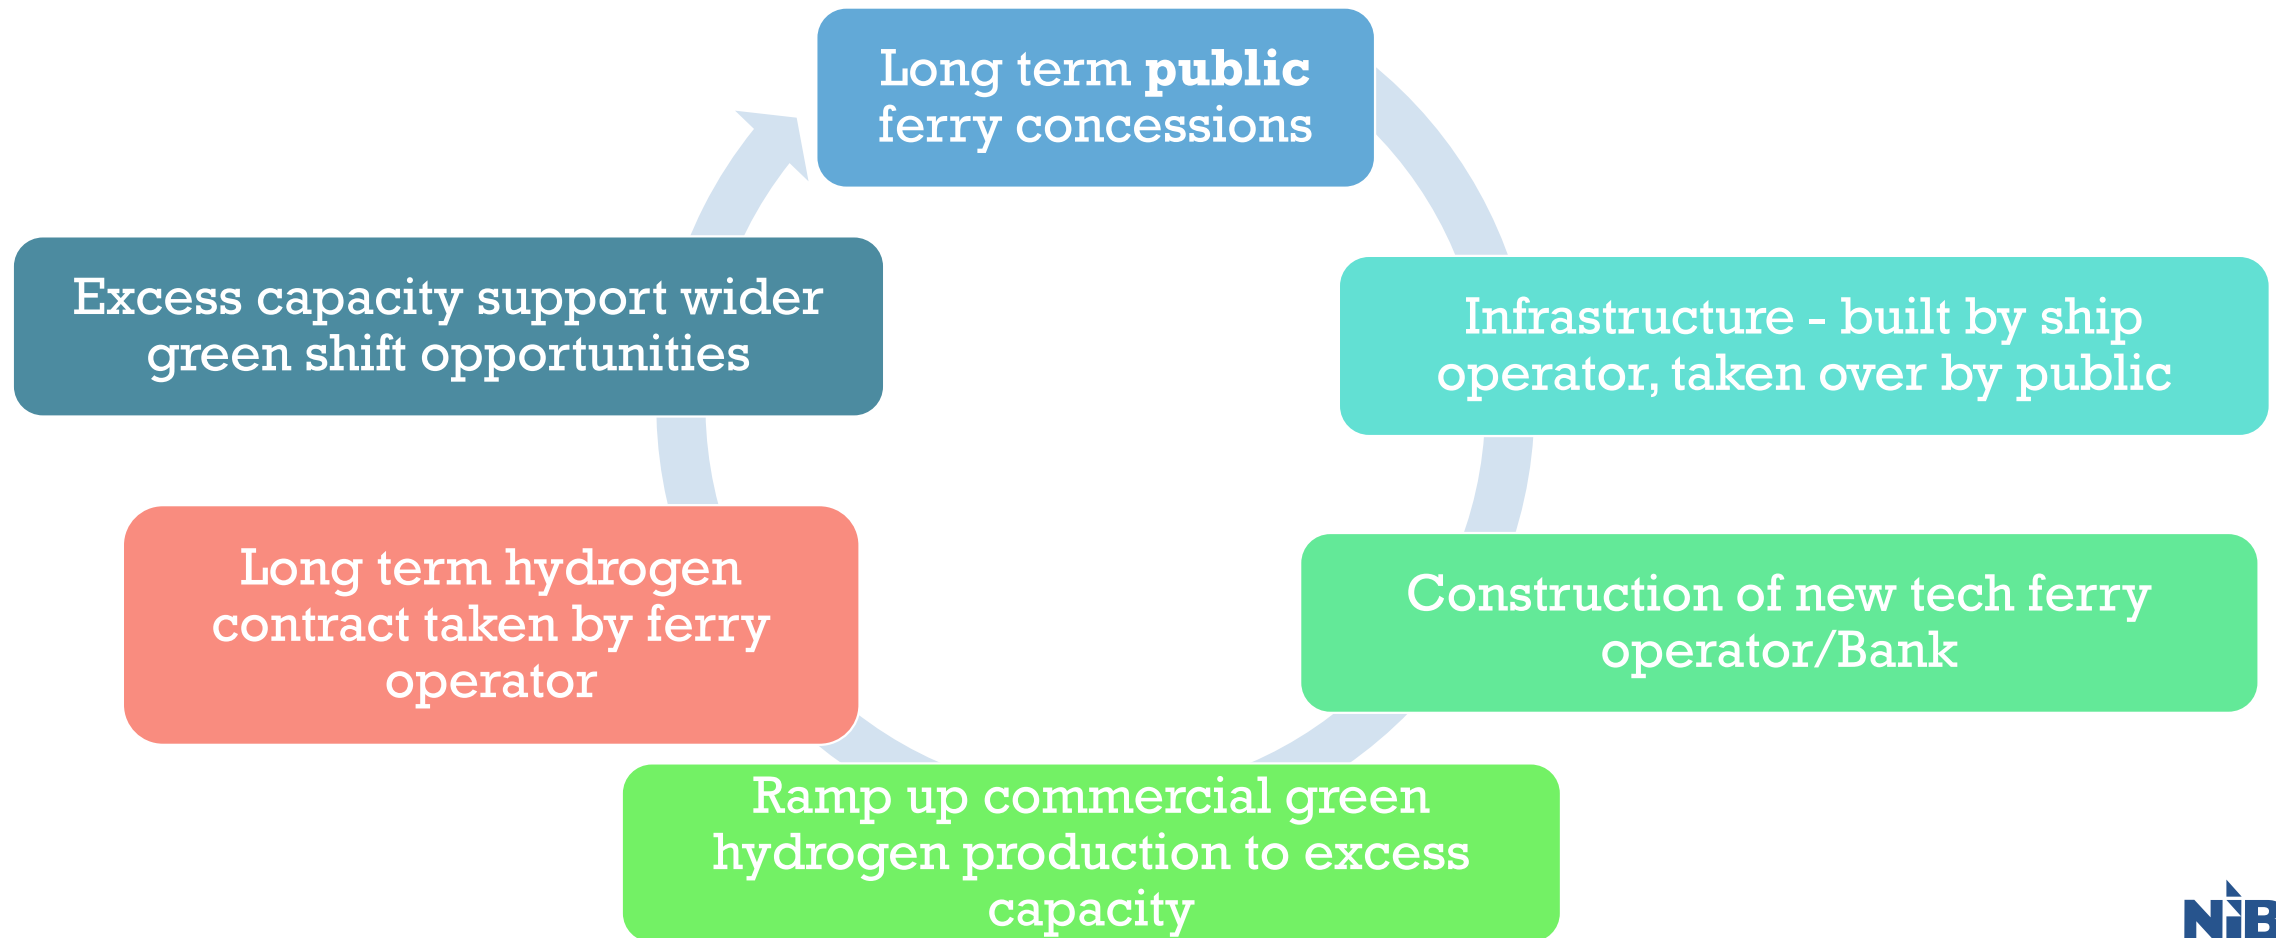 Long term public
ferry concessions
Infrastructure - built by ship
operator, taken over by public
Construction of new tech ferry
operator/Bank
Ramp up commercial green
hydrogen production to excess
capacity
Long term hydrogen
contract taken by ferry
operator
Excess capacity support wider
green shift opportunities
NiB